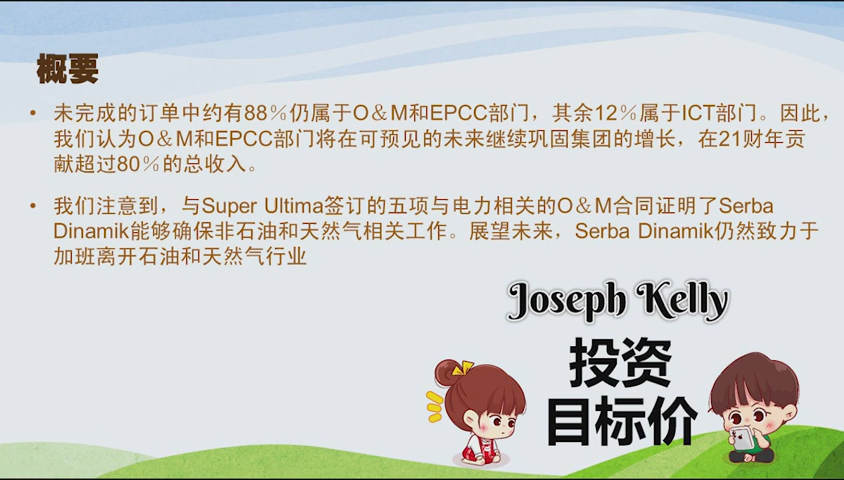 概要
• 未完成的订单中约有88%仍属于O&M和EPCC部门，其余12%属于ICT部门。因此，
我们认为O&M和EPCC部门将在可预见的未来继续巩固集团的增长，在21财年贡
献超过80%的总收入。
• 我们注意到，与Super Ultima签订的五项与电力相关的O&M合同证明了Serba
Dinamik能够确保非石油和天然气相关工作。展望未来，Serba Dinamik仍然致力于
加班离开石油和天然气行业
Joseph Kelly
投资
目标价